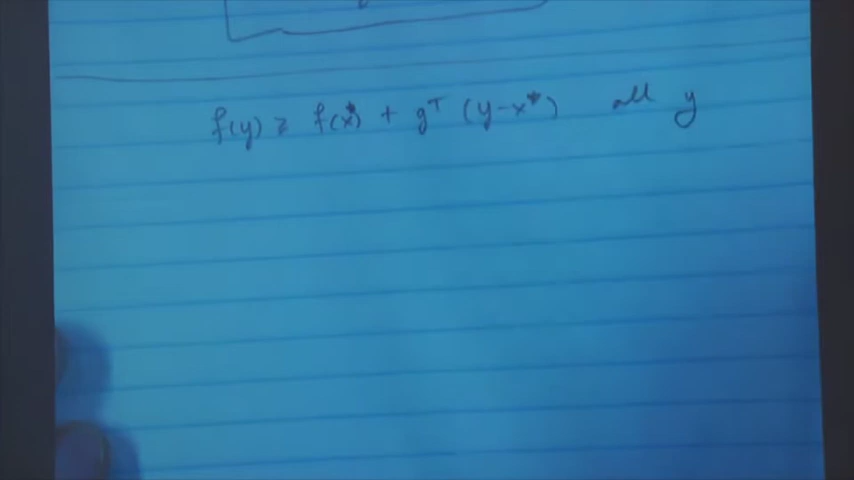 f(y) ≥ f(x*) + gᵀ (y-x*) all y